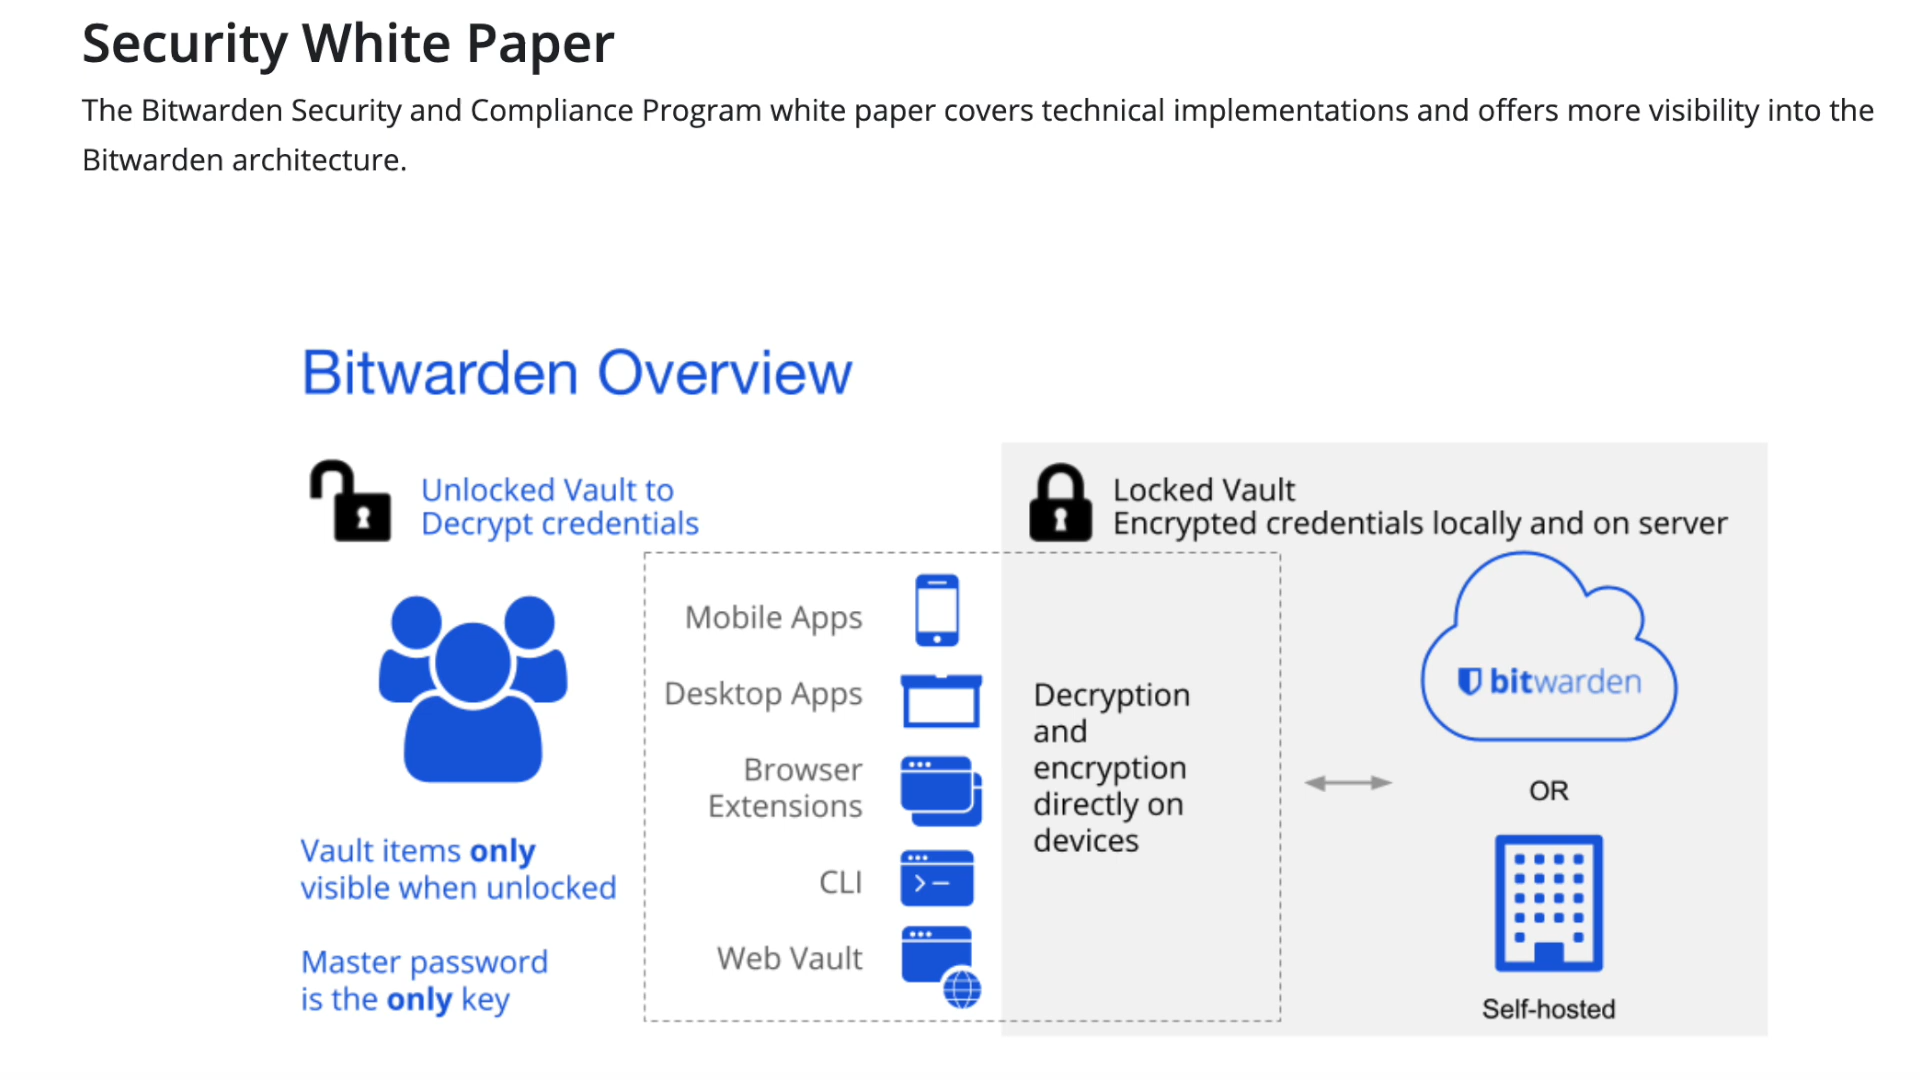 Security White Paper
The Bitwarden Security and Compliance Program white paper covers technical implementations and offers more visibility into the
Bitwarden architecture.
Bitwarden Overview
Unlocked Vault to
Decrypt credentials
Locked Vault
Encrypted credentials locally and on server
Mobile Apps
Desktop Apps
Browser
Extensions
CLI
Web Vault
Decryption
and
encryption
directly on
devices
bitwarden
OR
Self-hosted
Vault items only
visible when unlocked
Master password
is the only key